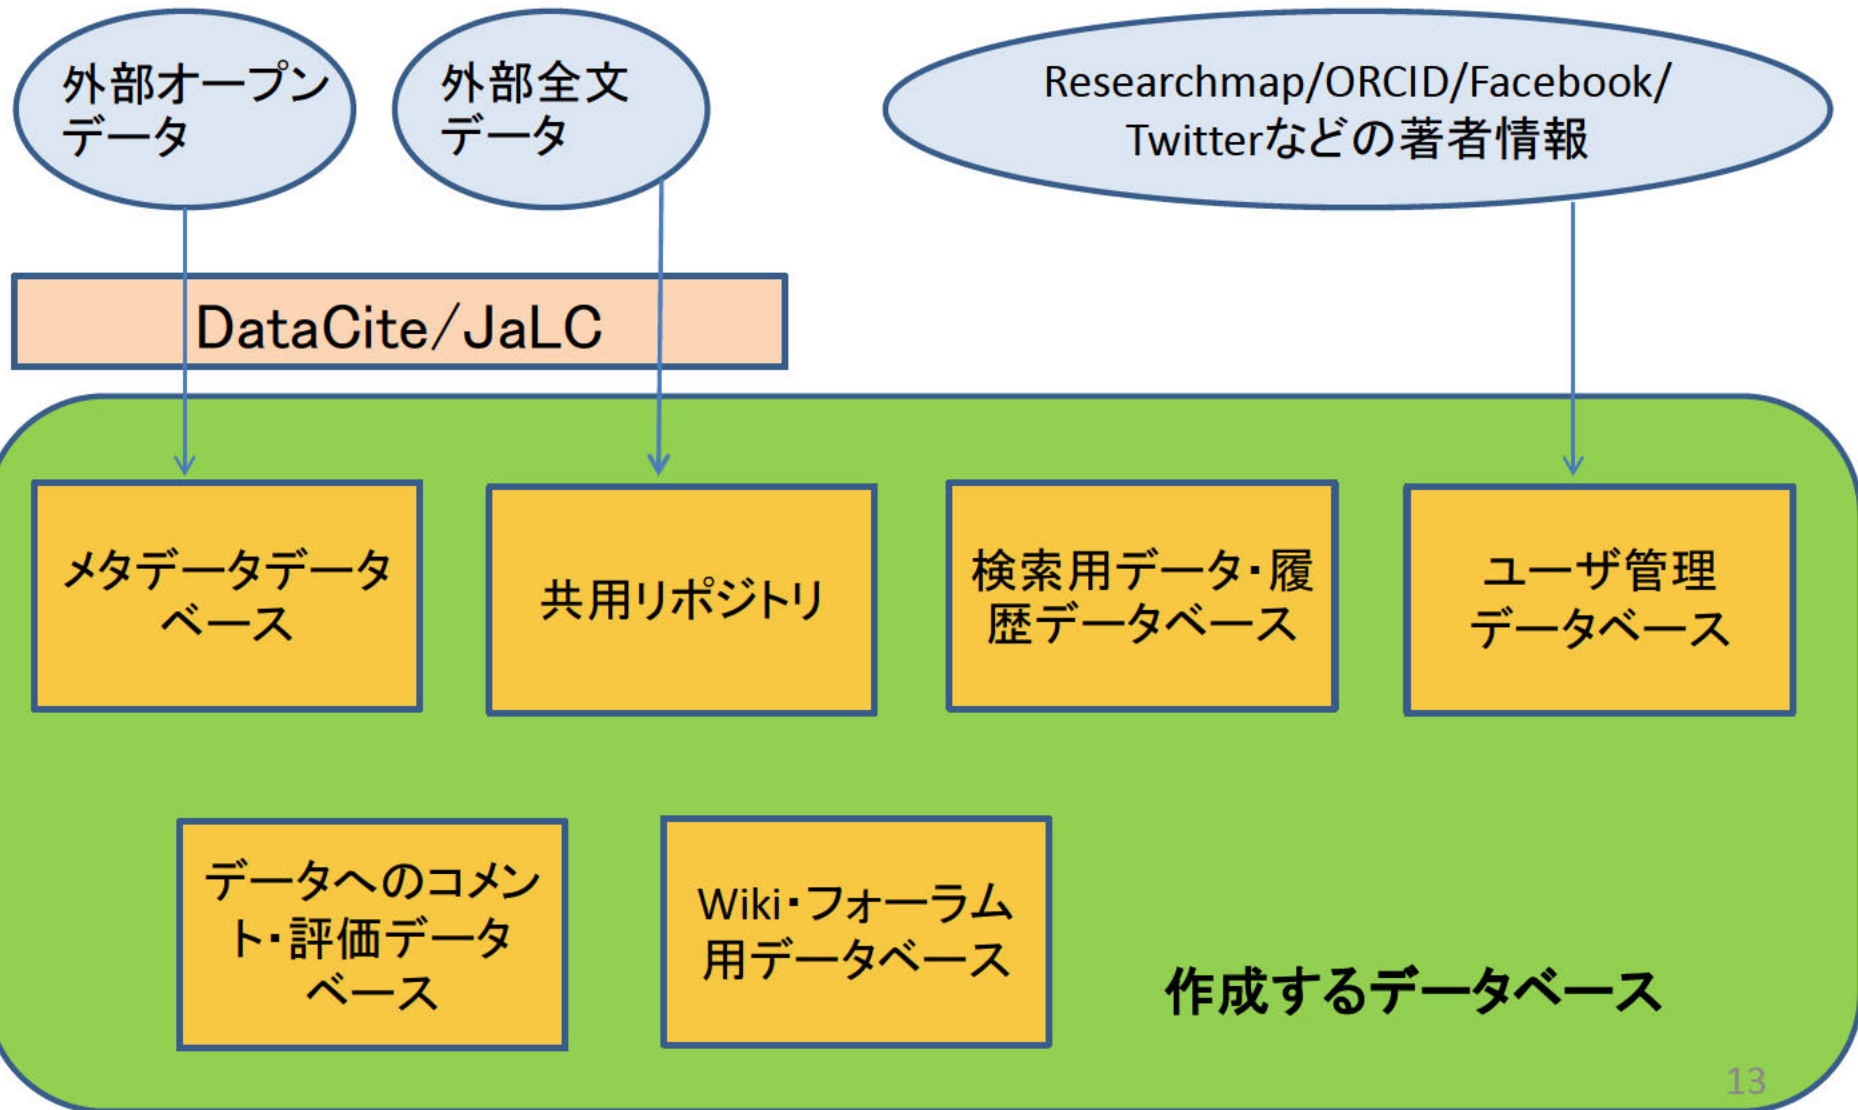 外部オープン
データ
外部全文
データ
Researchmap/ORCID/Facebook/
Twitterなどの著者情報
DataCite/JaLC
メタデータデータ
ベース
共用リポジトリ
検索用データ・履
歴データベース
ユーザ管理
データベース
データへのコメン
ト・評価データ
ベース
Wiki・フォーラム
用データベース
作成するデータベース
13